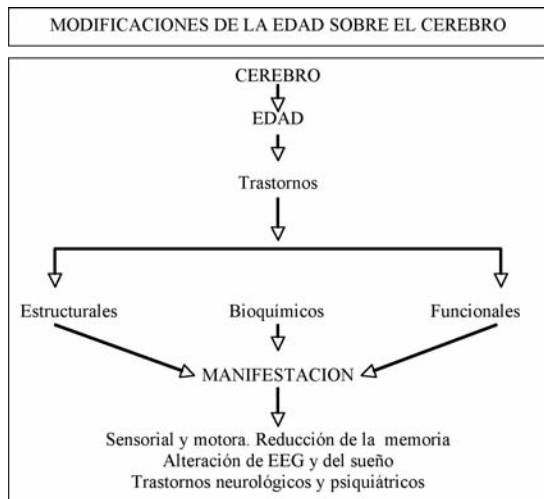 MODIFICACIONES DE LA EDAD SOBRE EL CEREBRO
CEREBRO
EDAD
Trastornos
Estructurales Bioquímicos Funcionales
MANIFESTACION
Sensorial y motora. Reducción de la memoria
Alteración de EEG y del sueño
Trastornos neurológicos y psiquiátricos